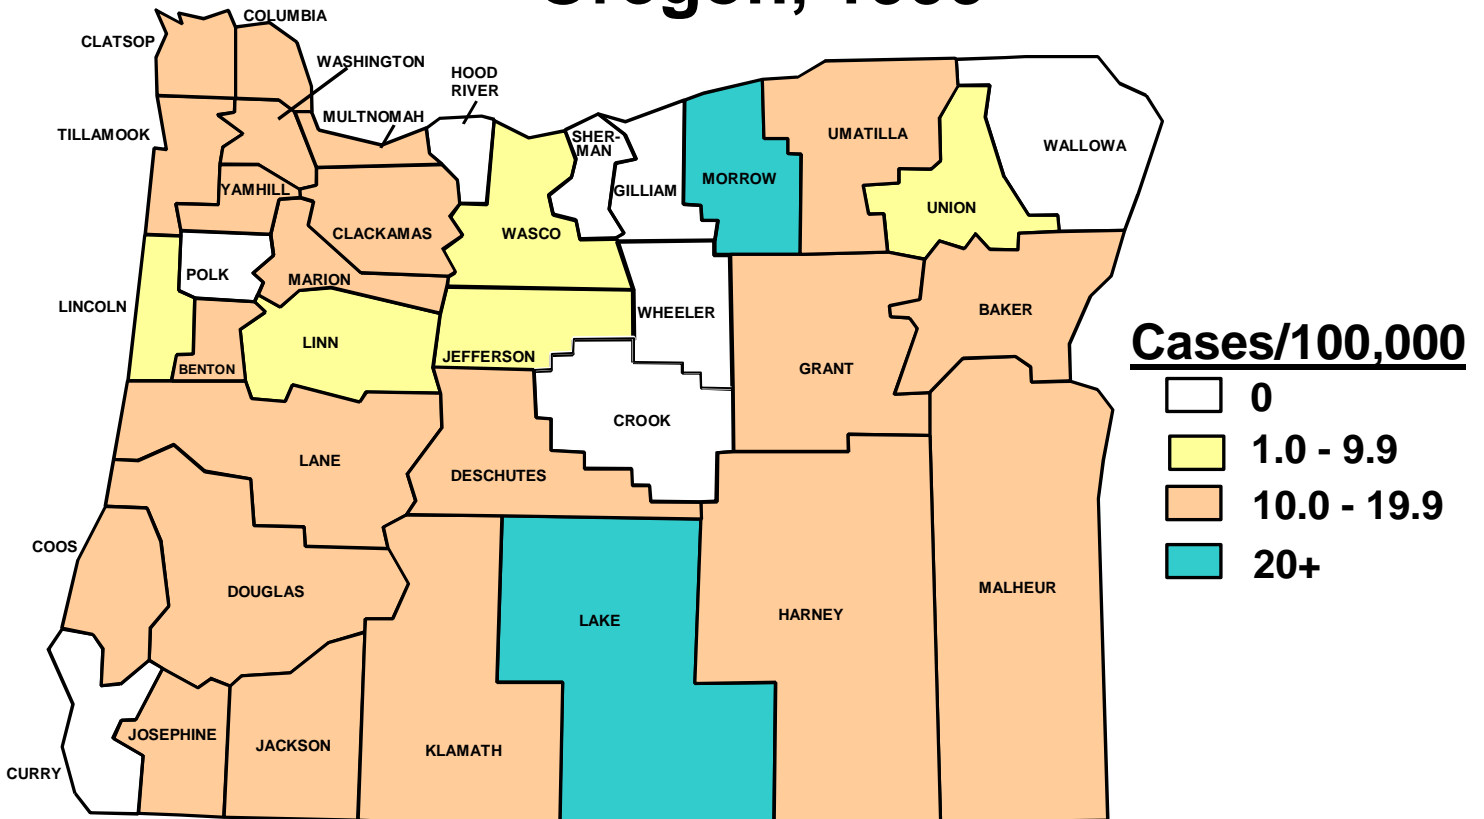 COLUMBIA
CLATSOP
WASHINGTON
HOOD
RIVER
MULTNOMAH
TILLAMOOK
SHER-
MAN
UMATILLA
WALLOWA
MORROW
GILLIAM
YAMHILL
UNION
CLACKAMAS
WASCO
POLK
MARION
LINCOLN
WHEELER
BAKER
LINN
JEFFERSON
BENTON
GRANT
Cases/100,000
0
1.0 - 9.9
10.0 - 19.9
20+
CROOK
LANE
DESCHUTES
COOS
DOUGLAS
LAKE
HARNEY
MALHEUR
JOSEPHINE
JACKSON
KLAMATH
CURRY